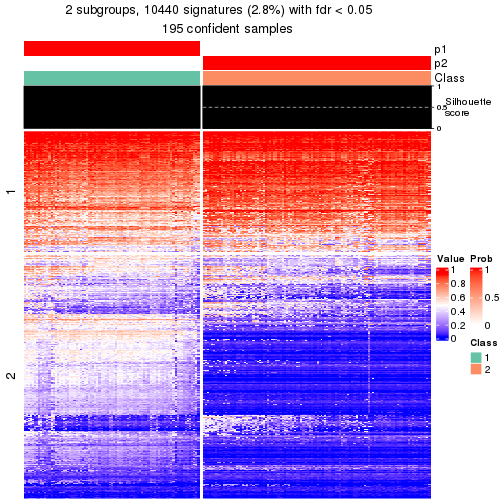 2 subgroups, 10440 signatures (2.8%) with fdr < 0.05
195 confident samples
p1
p2
Class
1
0.5
0
Silhouette
score
1
2
Value
1
0.8
0.6
0.4
0.2
0
Prob
1
0.5
0
Class
1
2